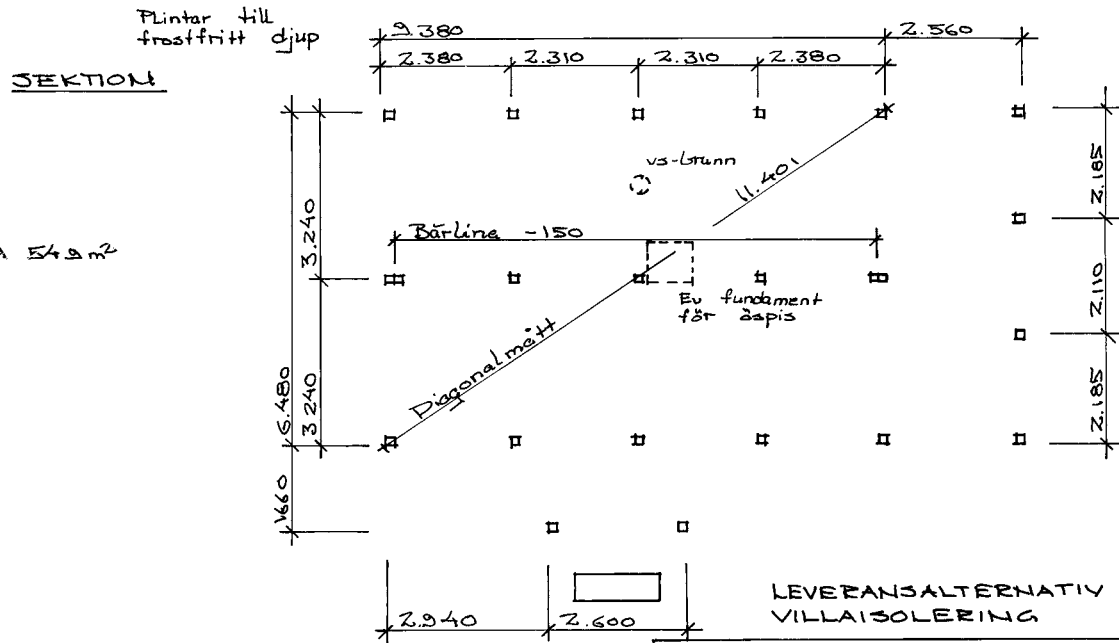 Plintar till
frostfritt djup
SEKTION
9.380
2.560
2.380
2.310
2.310
2.380
vs-brunn
11.401
2.185
3.240
54.9 m²
Bärlina -150
Ev fundament
för öspis
2.110
Diagonalmått
6.480
3.240
2.185
1.660
2.940
2.600
LEVERANSALTERNATIV
VILLAISOLERING